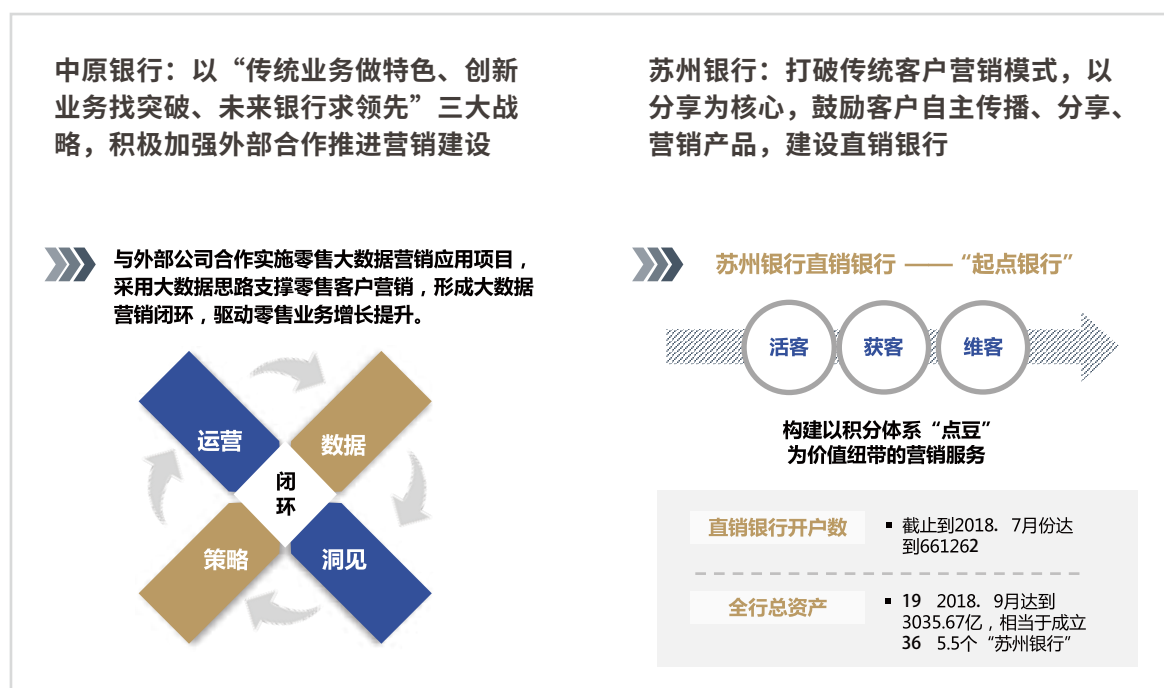 中原银行：以“传统业务做特色、创新
业务找突破、未来银行求领先”三大战
略，积极加强外部合作推进营销建设
与外部公司合作实施零售大数据营销应用项目，
采用大数据思路支撑零售客户营销，形成大数据
营销闭环，驱动零售业务增长提升。
运营
数据
闭
环
策略
洞见
苏州银行：打破传统客户营销模式，以
分享为核心，鼓励客户自主传播、分享、
营销产品，建设直销银行
苏州银行直销银行 ——“起点银行”
活客
获客
维客
构建以积分体系“点豆”
为价值纽带的营销服务
直销银行开户数
▪ 截止到2018. 7月份达
到661262
全行总资产
▪ 19 2018. 9月达到
3035.67亿，相当于成立
36 5.5个“苏州银行”